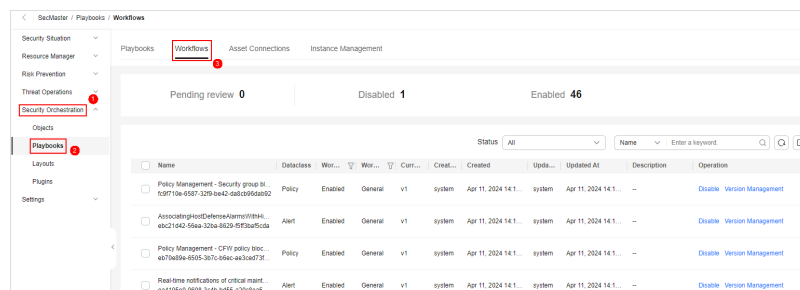 SecMaster / Playbooks / Workflows
Security Situation
Resource Manager
Risk Prevention
Threat Operations
1
Security Orchestration
Objects
Playbooks 2
Layouts
Plugins
Settings
Playbooks Workflows Asset Connections Instance Management
3
Pending review 0 Disabled 1 Enabled 46
Status All Name Enter a keyword
Name Dataclass Wor... Wor... Curr... Creat... Created Upda... Updated At Description Operation
Policy Management - Security group bl...
fc9f710e-6587-32f9-be42-da8cb96dab92
Policy Enabled General v1 system Apr 11, 2024 14:1... system Apr 11, 2024 14:1... -- Disable Version Management
AssociatingHostDefenseAlarmsWithHi...
ebc21d42-56ea-32ba-8629-f5ff3baf5cda
Alert Enabled General v1 system Apr 11, 2024 14:1... system Apr 11, 2024 14:1... -- Disable Version Management
Policy Management - CFW policy bloc...
eb70e89e-6505-3b7c-b6ec-ae3ced73f...
Policy Enabled General v1 system Apr 11, 2024 14:1... system Apr 11, 2024 14:1... -- Disable Version Management
Real-time notifications of critical maint...
Alert Enabled General v1 system Apr 11, 2024 14:1... system Apr 11, 2024 14:1... -- Disable Version Management